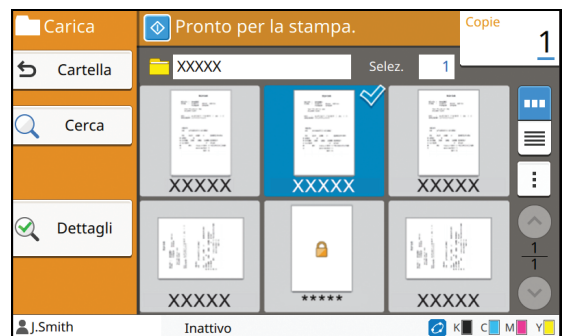 Carica
Pronto per la stampa.
Copie
1
Cartella
XXXXX
Selez.
1
Cerca
XXXXX
XXXXX
XXXXX
Dettagli
1
1
XXXXX
*****
XXXXX
J.Smith
Inattivo
K
C
M
Y